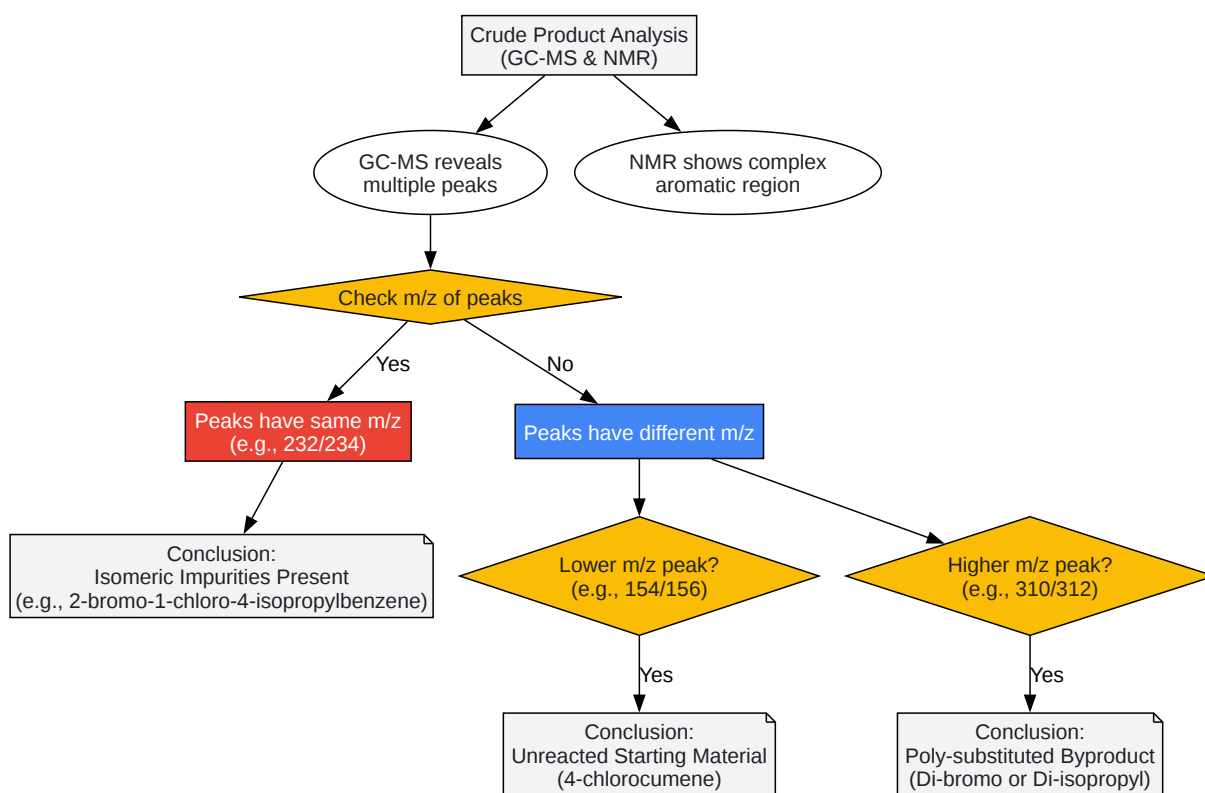 Crude Product Analysis
(GC-MS & NMR)
GC-MS reveals
multiple peaks
NMR shows complex
aromatic region
Check m/z of peaks
Yes
No
Peaks have same m/z
(e.g., 232/234)
Peaks have different m/z
Conclusion:
Isomeric Impurities Present
(e.g., 2-bromo-1-chloro-4-isopropylbenzene)
Lower m/z peak?
(e.g., 154/156)
Higher m/z peak?
(e.g., 310/312)
Yes
Yes
Conclusion:
Unreacted Starting Material
(4-chlorocumene)
Conclusion:
Poly-substituted Byproduct
(Di-bromo or Di-isopropyl)